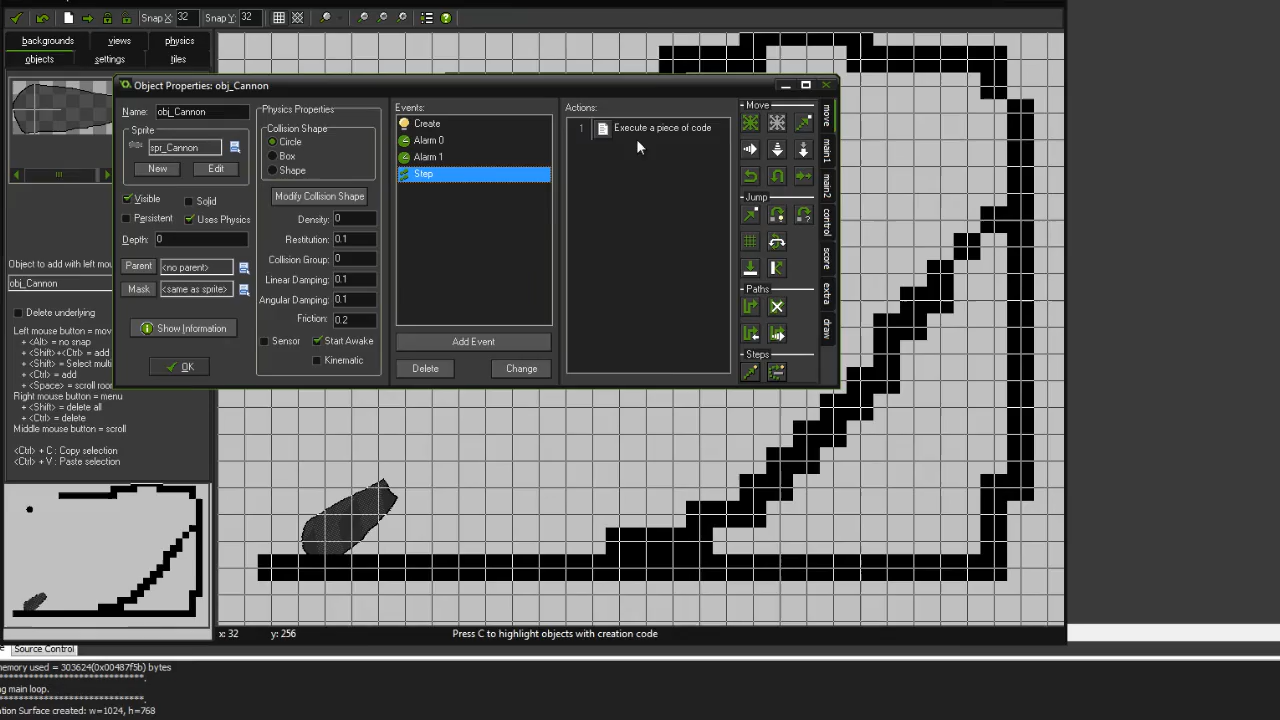 Snap X: 32 Snap Y: 32
backgrounds views physics
objects settings tiles
Object to add with left mou
obj_Cannon
Delete underlying
Left mouse button = mov
+ <Alt> = no snap
+ <Shift>+<Ctrl> = add
+ <Shift> = Select multi
+ <Ctrl> = add
+ <Space> = scroll room
Right mouse button = menu
+ <Shift> = delete all
+ <Ctrl> = delete
Middle mouse button = scroll
<Ctrl> + C : Copy selection
<Ctrl> + V : Paste selection
Object Properties: obj_Cannon
Name: obj_Cannon
Sprite
spr_Cannon
New Edit
Visible Solid
Persistent Uses Physics
Depth: 0
Parent <no parent>
Mask <same as sprite>
Show Information
OK
Physics Properties
Collision Shape
Circle
Box
Shape
Modify Collision Shape
Density: 0
Restitution: 0.1
Collision Group: 0
Linear Damping: 0.1
Angular Damping: 0.1
Friction: 0.2
Sensor Start Awake
Kinematic
Events:
Create
Alarm 0
Alarm 1
Step
Add Event
Delete Change
Actions:
1 Execute a piece of code
Move
Jump
Paths
Steps
move
main1
main2
control
score
extra
draw
x: 32 y: 256 Press C to highlight objects with creation code
e Source Control
memory used = 303624(0x00487f5b) bytes
**********************************.
ng main loop.
**********************************.
ation Surface created: w=1024, h=768